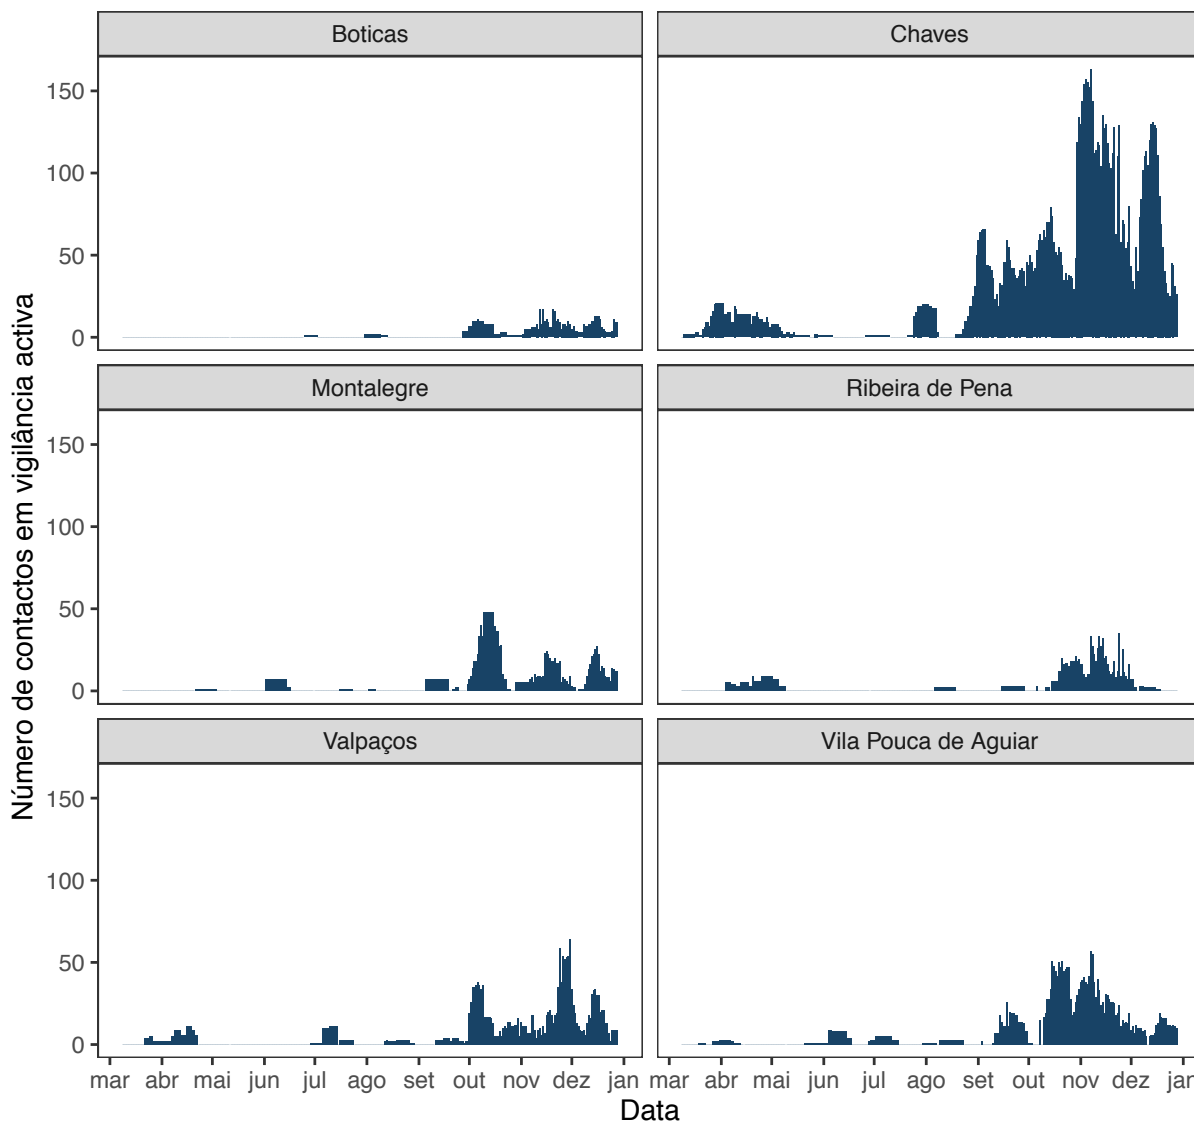 Boticas
Chaves
150
100
50
0
Montalegre
Ribeira de Pena
150
100
50
0
Valpaços
Vila Pouca de Aguiar
150
100
50
0
mar abr mai jun jul ago set out nov dez jan
mar abr mai jun jul ago set out nov dez jan
Data
Número de contactos em vigilância activa